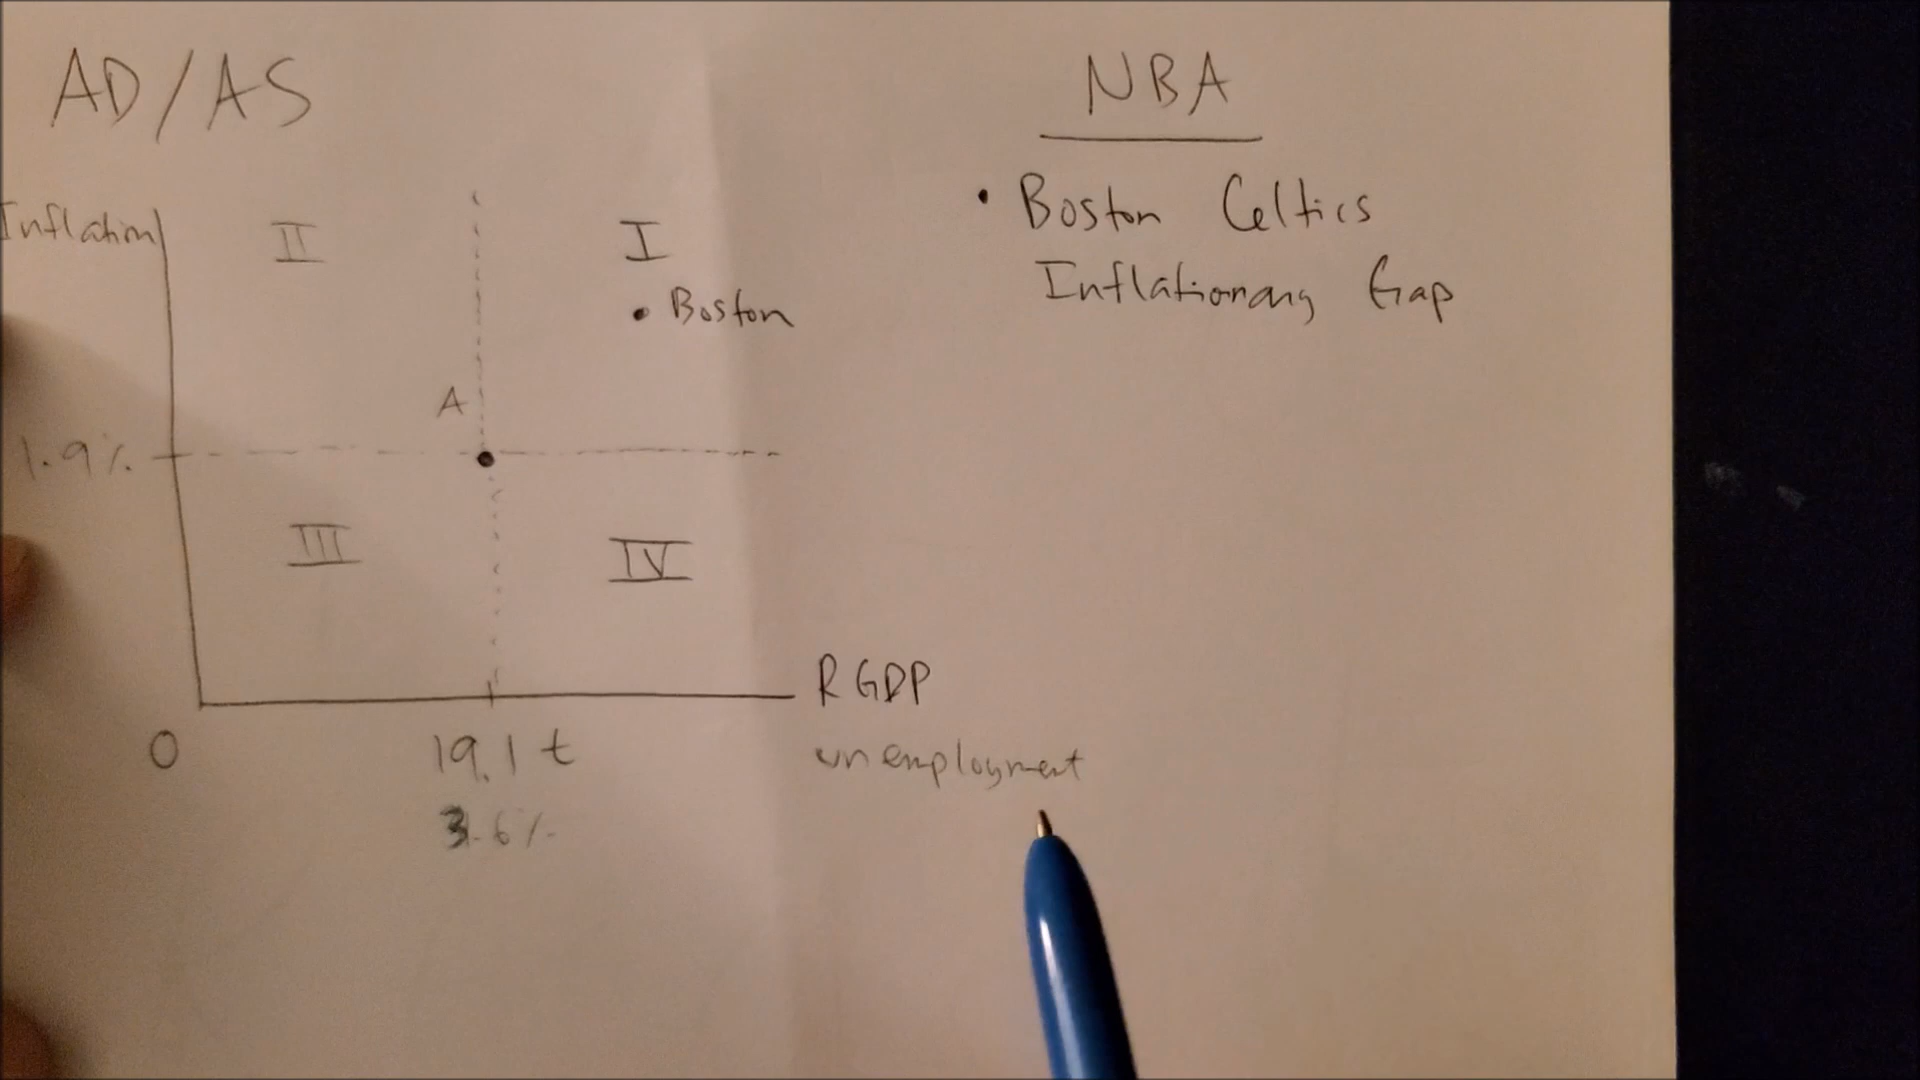 AD/AS
Inflation
II
I
• Boston
A
1.9%
III
IV
RGDP
0
19.1 t
unemployment
3.6%
NBA
• Boston Celtics
Inflationary Gap